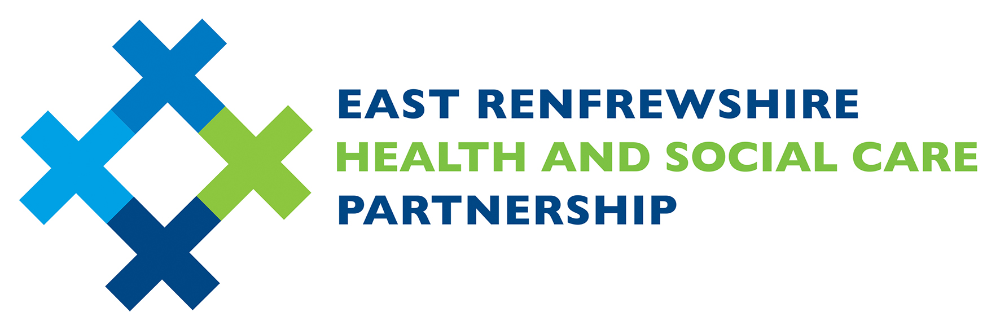 EAST RENFREWSHIRE
HEALTH AND SOCIAL CARE
PARTNERSHIP